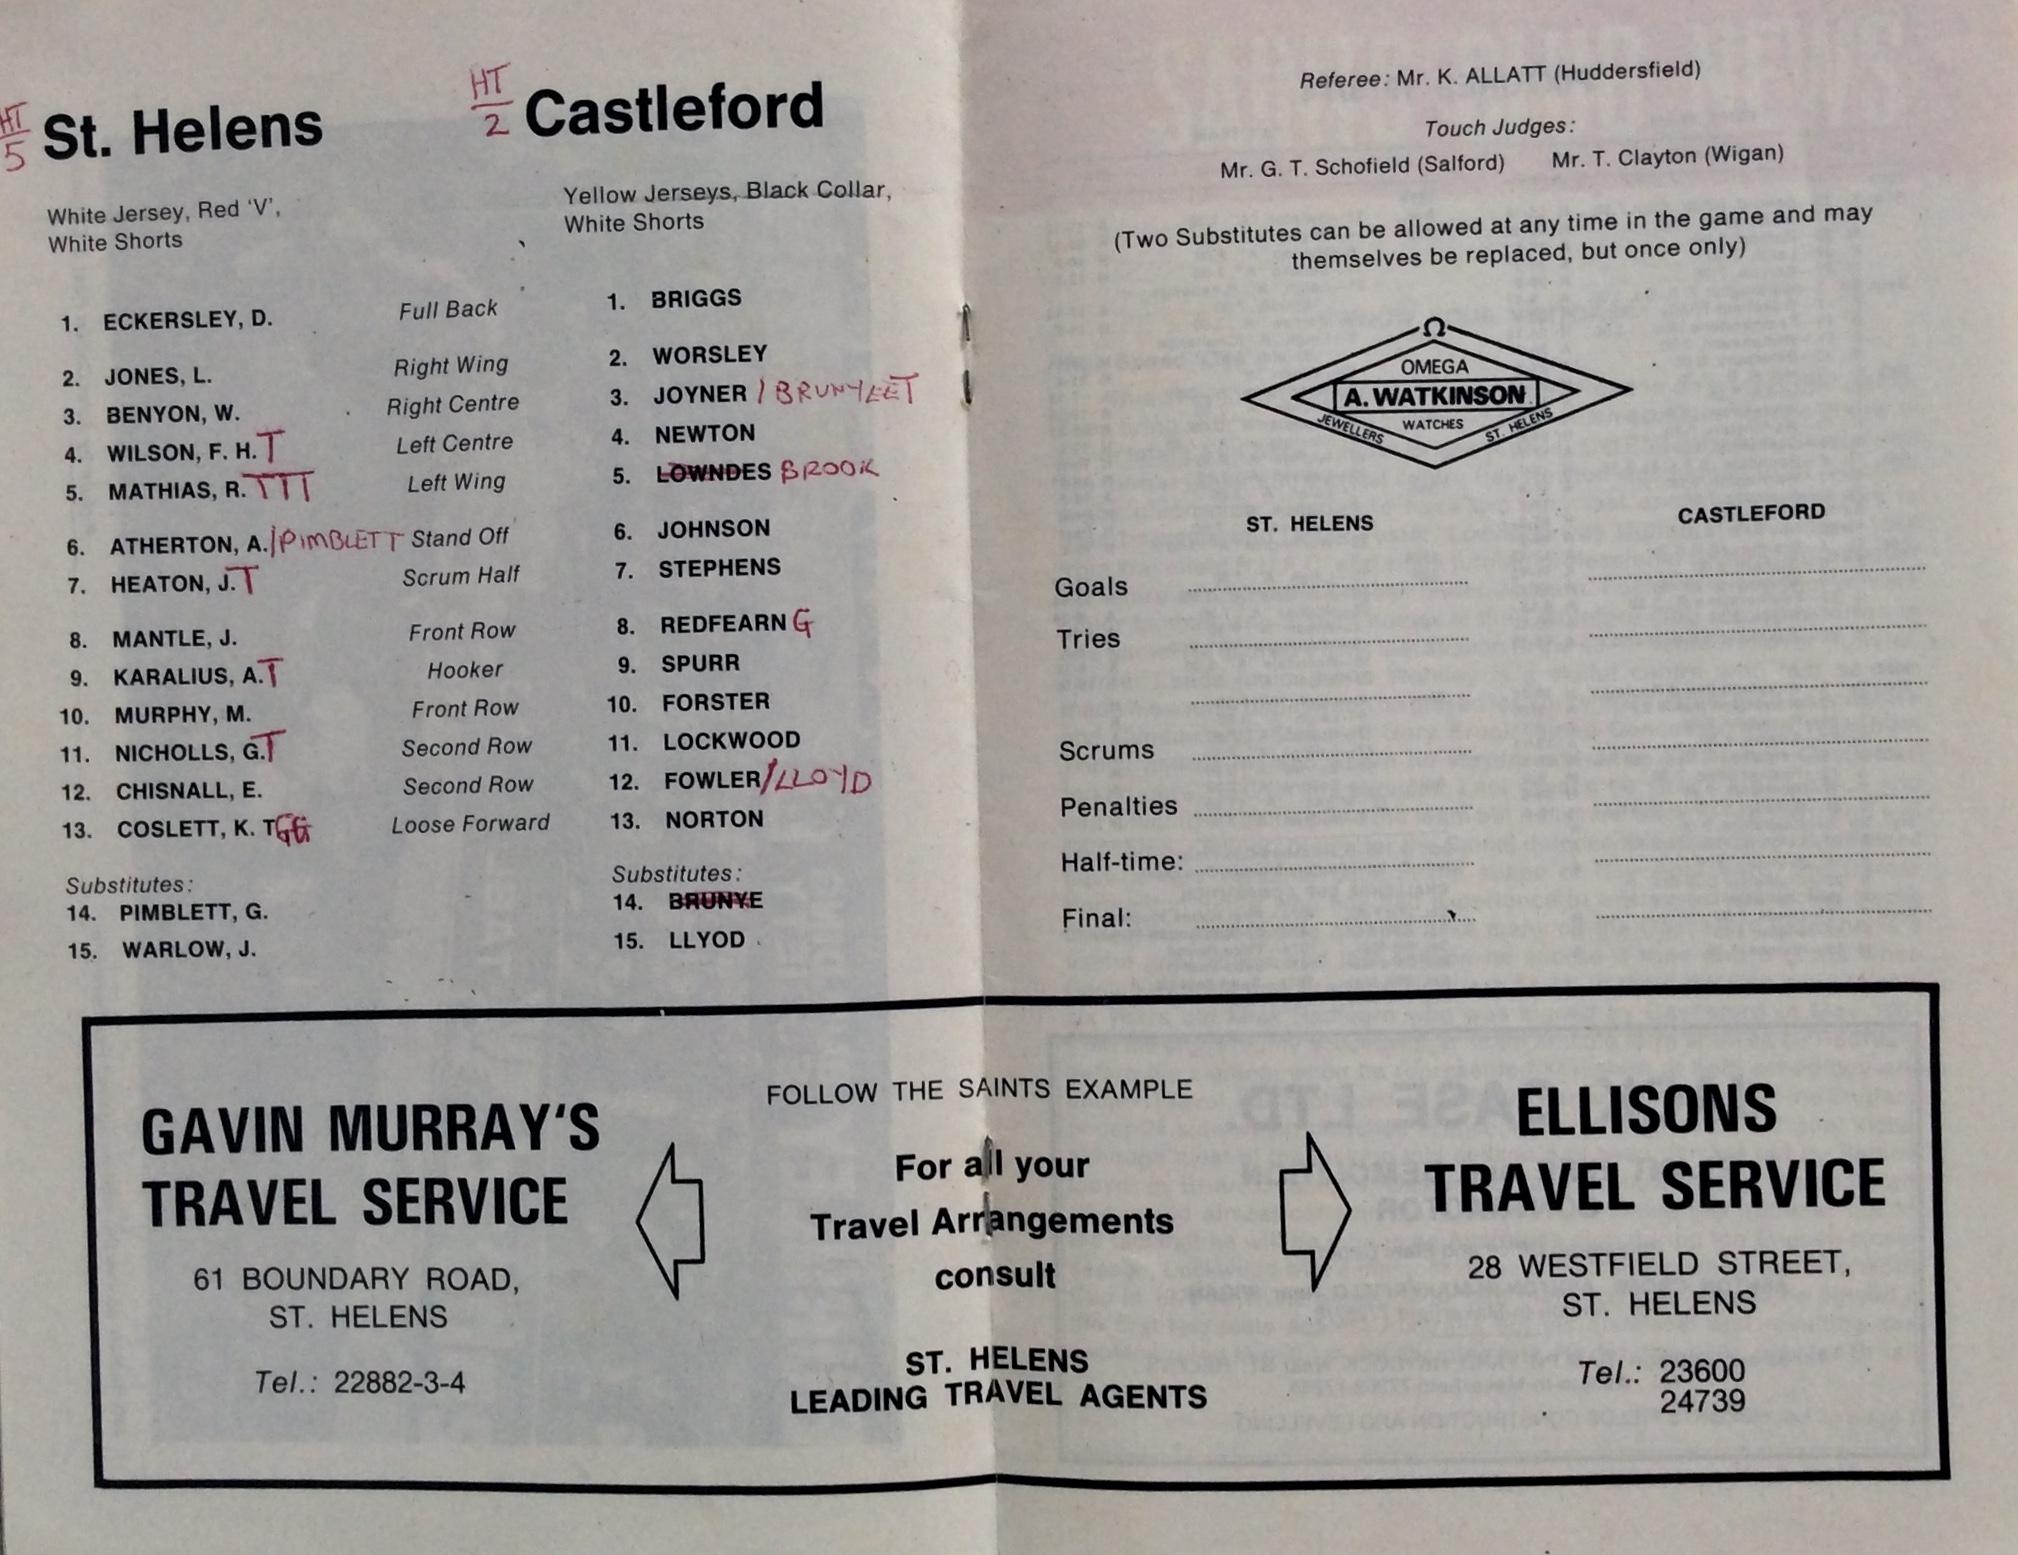 HT
5
St. Helens
White Jersey, Red 'V',
White Shorts
HT
2
Castleford
Yellow Jerseys, Black Collar,
White Shorts
1. ECKERSLEY, D. Full Back 1. BRIGGS
2. JONES, L. Right Wing 2. WORSLEY
3. BENYON, W. Right Centre 3. JOYNER / BRUNYEET
4. WILSON, F. H. T Left Centre 4. NEWTON
5. MATHIAS, R. TTT Left Wing 5. LOWNDES BROOK
6. ATHERTON, A. / PIMBLETT Stand Off 6. JOHNSON
7. HEATON, J. T Scrum Half 7. STEPHENS
8. MANTLE, J. Front Row 8. REDFEARN G
9. KARALIUS, A. T Hooker 9. SPURR
10. MURPHY, M. Front Row 10. FORSTER
11. NICHOLLS, G. T Second Row 11. LOCKWOOD
12. CHISNALL, E. Second Row 12. FOWLER / LLOYD
13. COSLETT, K. TGG Loose Forward 13. NORTON
Substitutes: Substitutes:
14. PIMBLETT, G. 14. BRUNYE
15. WARLOW, J. 15. LLYOD
Referee: Mr. K. ALLATT (Huddersfield)
Touch Judges:
Mr. G. T. Schofield (Salford) Mr. T. Clayton (Wigan)
(Two Substitutes can be allowed at any time in the game and may
themselves be replaced, but once only)
Ω
OMEGA
A. WATKINSON
JEWELLERS WATCHES ST. HELENS
ST. HELENS CASTLEFORD
Goals
Tries
Scrums
Penalties
Half-time:
Final:
GAVIN MURRAY'S
TRAVEL SERVICE
61 BOUNDARY ROAD,
ST. HELENS
Tel.: 22882-3-4
FOLLOW THE SAINTS EXAMPLE
For all your
Travel Arrangements
consult
ST. HELENS
LEADING TRAVEL AGENTS
ELLISONS
TRAVEL SERVICE
28 WESTFIELD STREET,
ST. HELENS
Tel.: 23600
24739